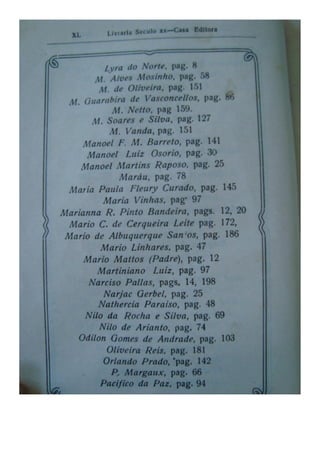 XL Livraria Seculo XX—Casa Editora
Lyra do Norte, pag. 8
M. Alves Mosinho, pag. 58
M. de Oliveira, pag. 151
M. Guarabira de Vasconcellos, pag. 86
M. Netto, pag 159.
M. Soares e Silva, pag. 127
M. Vanda, pag. 151
Manoel F. M. Barreto, pag. 141
Manoel Luiz Osorio, pag. 30
Manoel Martins Raposo, pag. 25
Maráu, pag. 78
Maria Paula Fleury Curado, pag. 145
Maria Vinhas, pag' 97
Marianna R. Pinto Bandeira, pags. 12, 20
Mario C. de Cerqueira Leite pag. 172,
Mario de Albuquerque San'os, pag. 186
Mario Linhares, pag. 47
Mario Mattos (Padre), pag. 12
Martiniano Luiz, pag. 97
Narciso Pallas, pags, 14, 198
Narjac Gerbel, pag. 25
Nathercia Paraiso, pag. 48
Nilo da Rocha e Silva, pag. 69
Nilo de Arianto, pag. 74
Odilon Gomes de Andrade, pag. 103
Oliveira Reis, pag. 181
Orlando Prado, pag. 142
P. Margaux, pag. 66
Pacifico da Paz, pag. 94